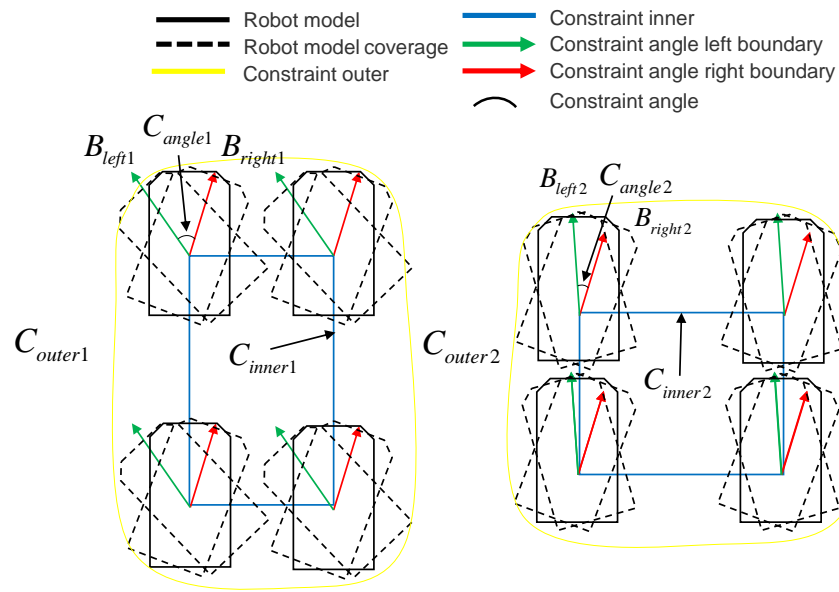 Robot model
Robot model coverage
Constraint outer
Constraint inner
Constraint angle left boundary
Constraint angle right boundary
Constraint angle
C_angle1
B_left1
B_right1
C_outer1
C_inner1
B_left2
C_angle2
B_right2
C_outer2
C_inner2